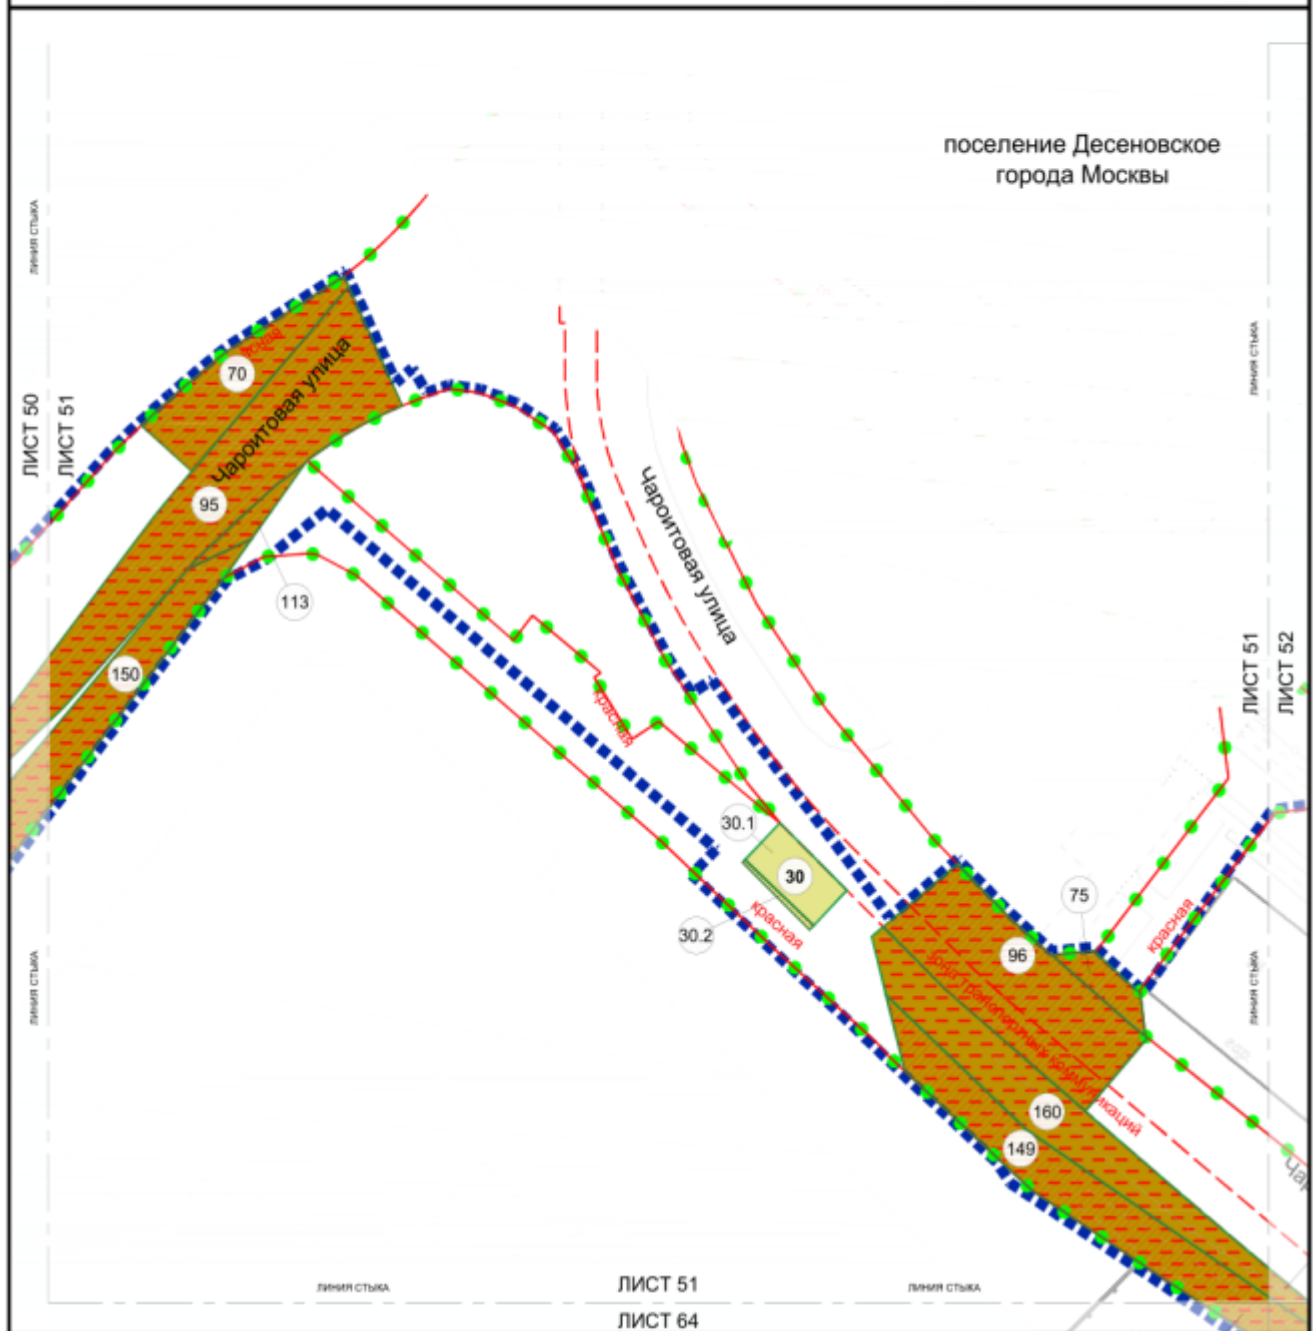 поселение Десеновское
города Москвы
ЛИНИЯ СТЫКА
ЛИНИЯ СТЫКА
ЛИСТ 50
ЛИСТ 51
70
Чароитовая улица
95
113
150
Чароитовая улица
красная
ЛИСТ 51
ЛИСТ 52
30.1
30
30.2
красная
75
красная
96
160
149
ЛИНИЯ СТЫКА
ЛИНИЯ СТЫКА
ЛИНИЯ СТЫКА
ЛИСТ 51
ЛИНИЯ СТЫКА
ЛИСТ 64